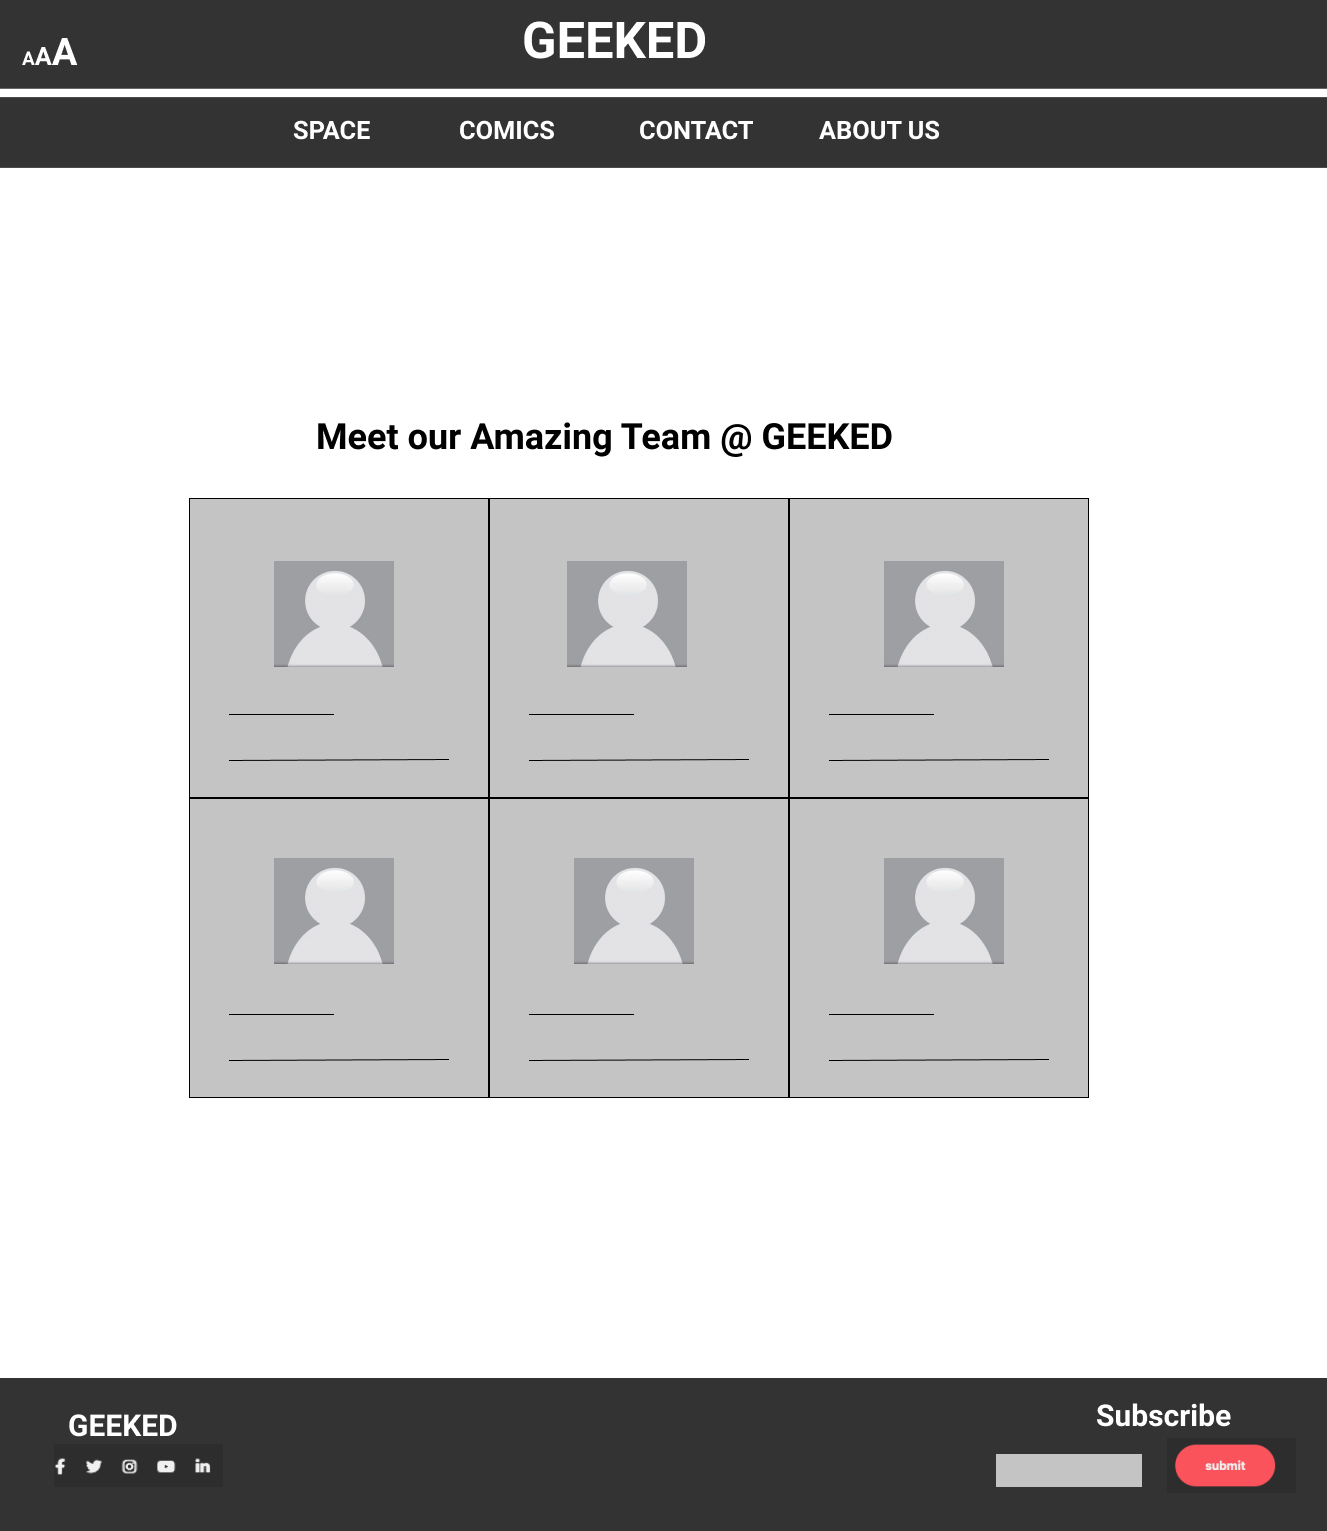 GEEKED
AAA
SPACE COMICS CONTACT ABOUT US
Meet our Amazing Team @ GEEKED
GEEKED
Subscribe
submit